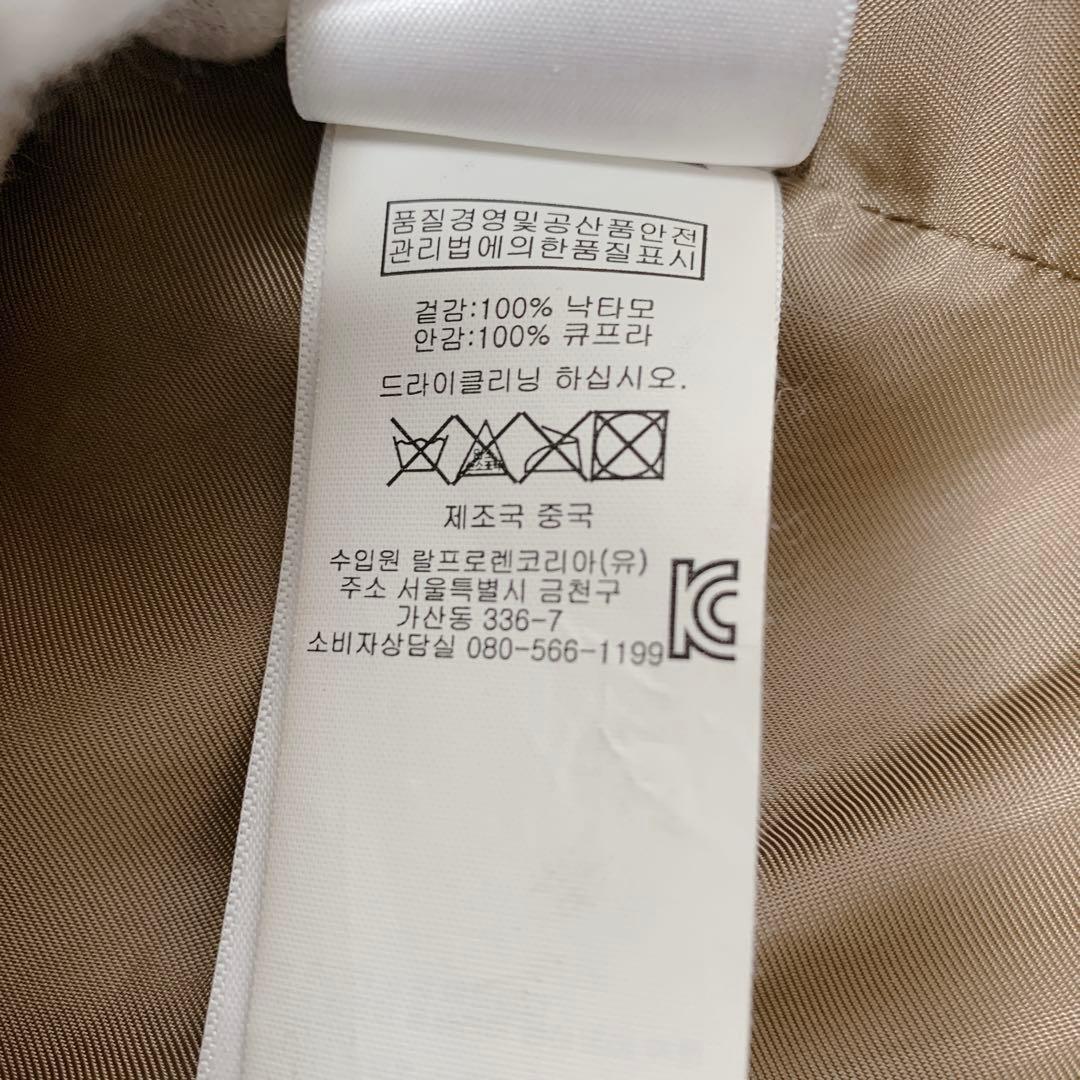 품질경영및공산품안전
관리법에의한품질표시
겉감:100% 낙타모
안감:100% 큐프라
드라이클리닝 하십시오.
제조국 중국
수입원 랄프로렌코리아(유)
주소 서울특별시 금천구
가산동 336-7
소비자상담실 080-566-1199